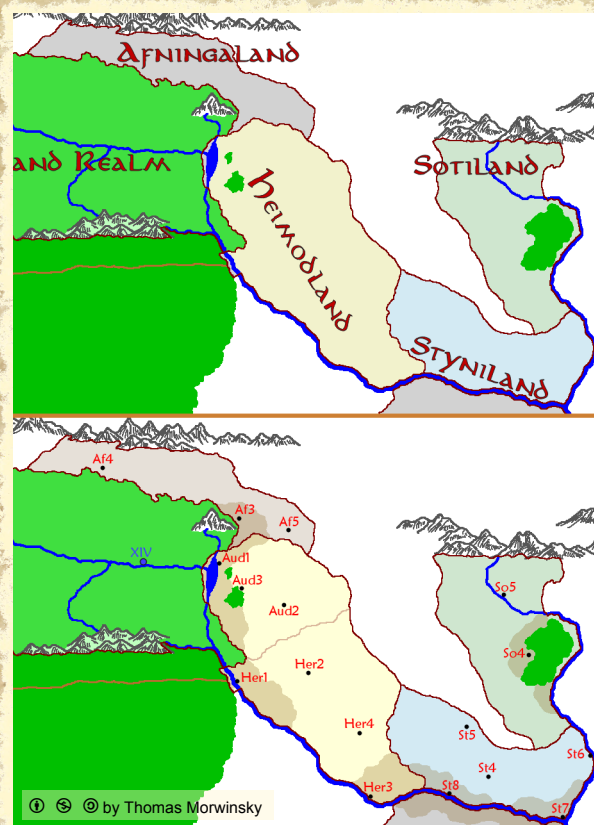 Afningaland
and Realm
Sotiland
Heimodland
Styniland
Af4
Af3
Af5
XIV
Aud1
Aud3
Aud2
So5
So4
Her1
Her2
Her4
Her3
St5
St6
St4
St8
St7
by Thomas Morwinsky